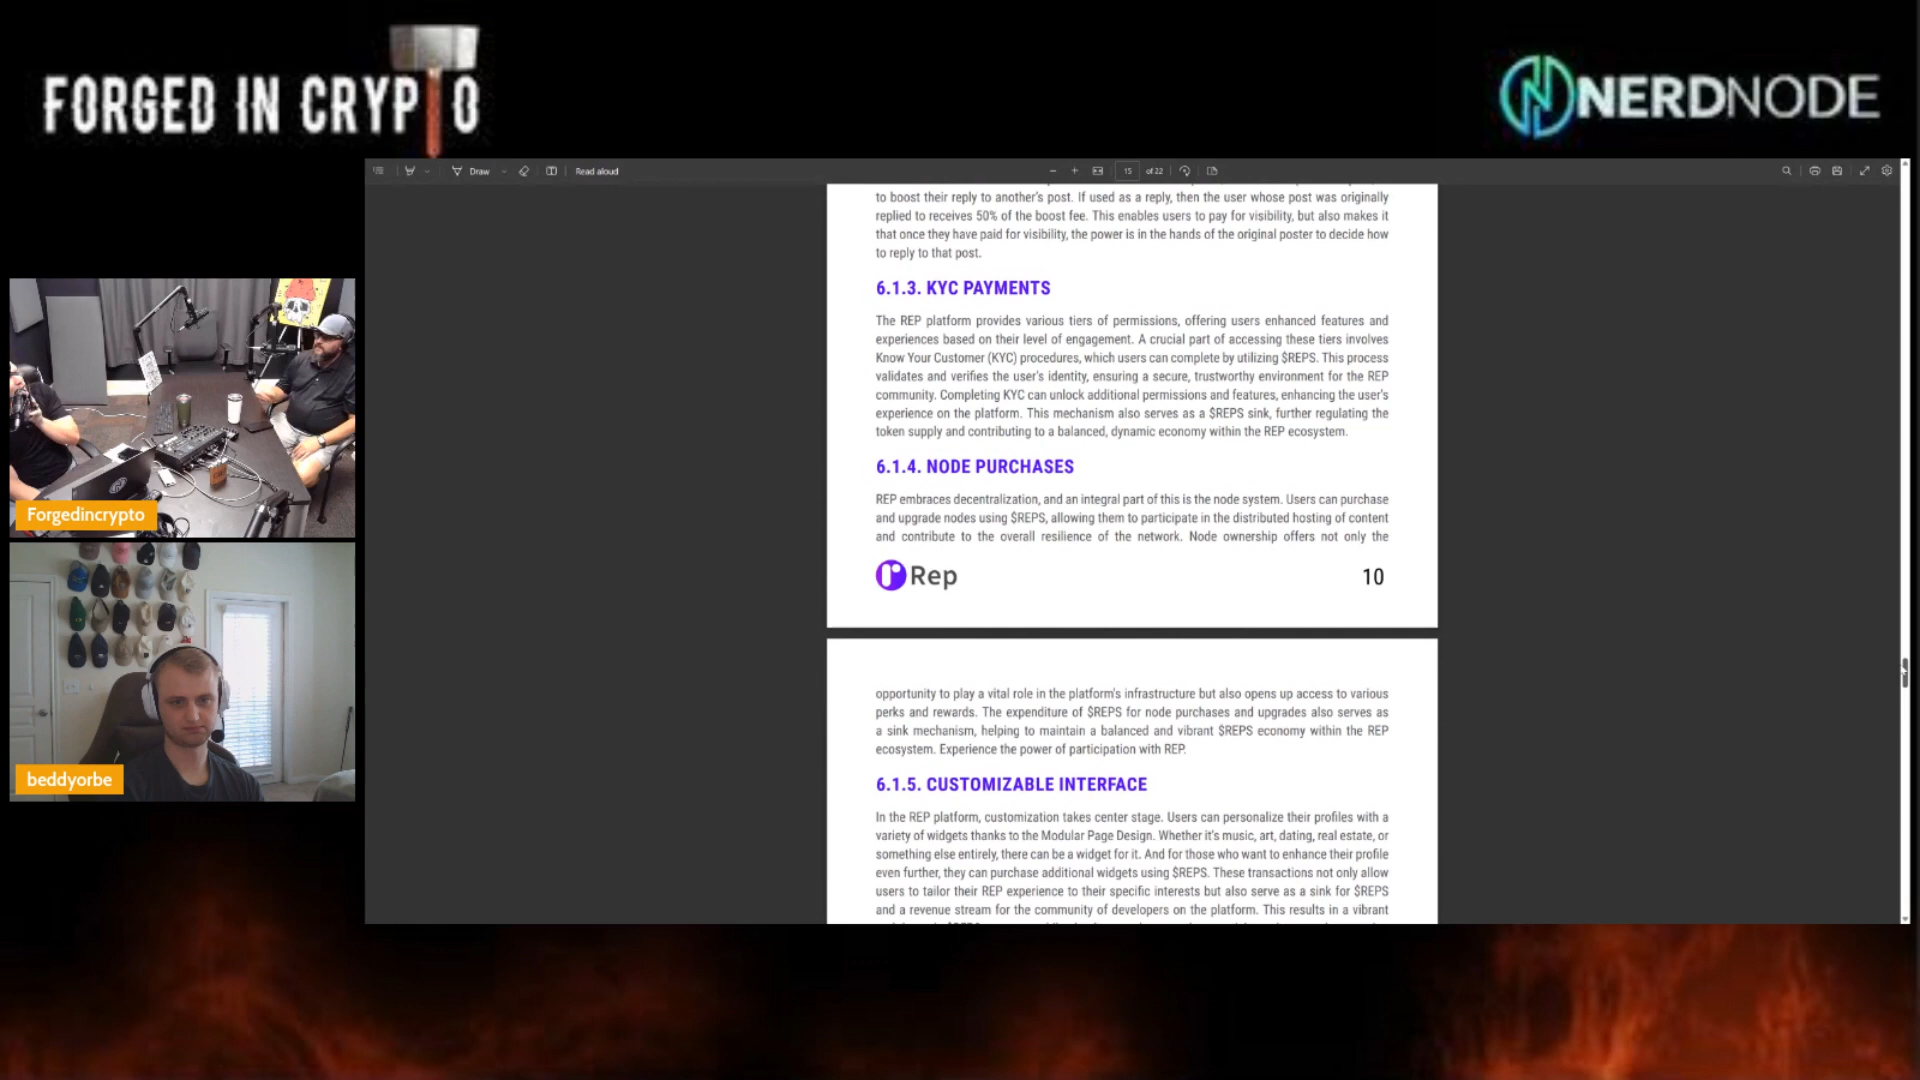 FORGED IN CRYPTO
NERDNODE
Draw
Read aloud
15 of 22
to boost their reply to another's post. If used as a reply, then the user whose post was originally
replied to receives 50% of the boost fee. This enables users to pay for visibility, but also makes it
that once they have paid for visibility, the power is in the hands of the original poster to decide how
to reply to that post.
6.1.3. KYC PAYMENTS
The REP platform provides various tiers of permissions, offering users enhanced features and
experiences based on their level of engagement. A crucial part of accessing these tiers involves
Know Your Customer (KYC) procedures, which users can complete by utilizing $REPS. This process
validates and verifies the user's identity, ensuring a secure, trustworthy environment for the REP
community. Completing KYC can unlock additional permissions and features, enhancing the user's
experience on the platform. This mechanism also serves as a $REPS sink, further regulating the
token supply and contributing to a balanced, dynamic economy within the REP ecosystem.
6.1.4. NODE PURCHASES
REP embraces decentralization, and an integral part of this is the node system. Users can purchase
and upgrade nodes using $REPS, allowing them to participate in the distributed hosting of content
and contribute to the overall resilience of the network. Node ownership offers not only the
Rep
10
opportunity to play a vital role in the platform's infrastructure but also opens up access to various
perks and rewards. The expenditure of $REPS for node purchases and upgrades also serves as
a sink mechanism, helping to maintain a balanced and vibrant $REPS economy within the REP
ecosystem. Experience the power of participation with REP.
6.1.5. CUSTOMIZABLE INTERFACE
In the REP platform, customization takes center stage. Users can personalize their profiles with a
variety of widgets thanks to the Modular Page Design. Whether it's music, art, dating, real estate, or
something else entirely, there can be a widget for it. And for those who want to enhance their profile
even further, they can purchase additional widgets using $REPS. These transactions not only allow
users to tailor their REP experience to their specific interests but also serve as a sink for $REPS
and a revenue stream for the community of developers on the platform. This results in a vibrant
Forgedincrypto
beddyorbe